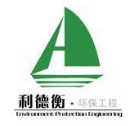 利德衡·环保工程
Environment Protection Engineering